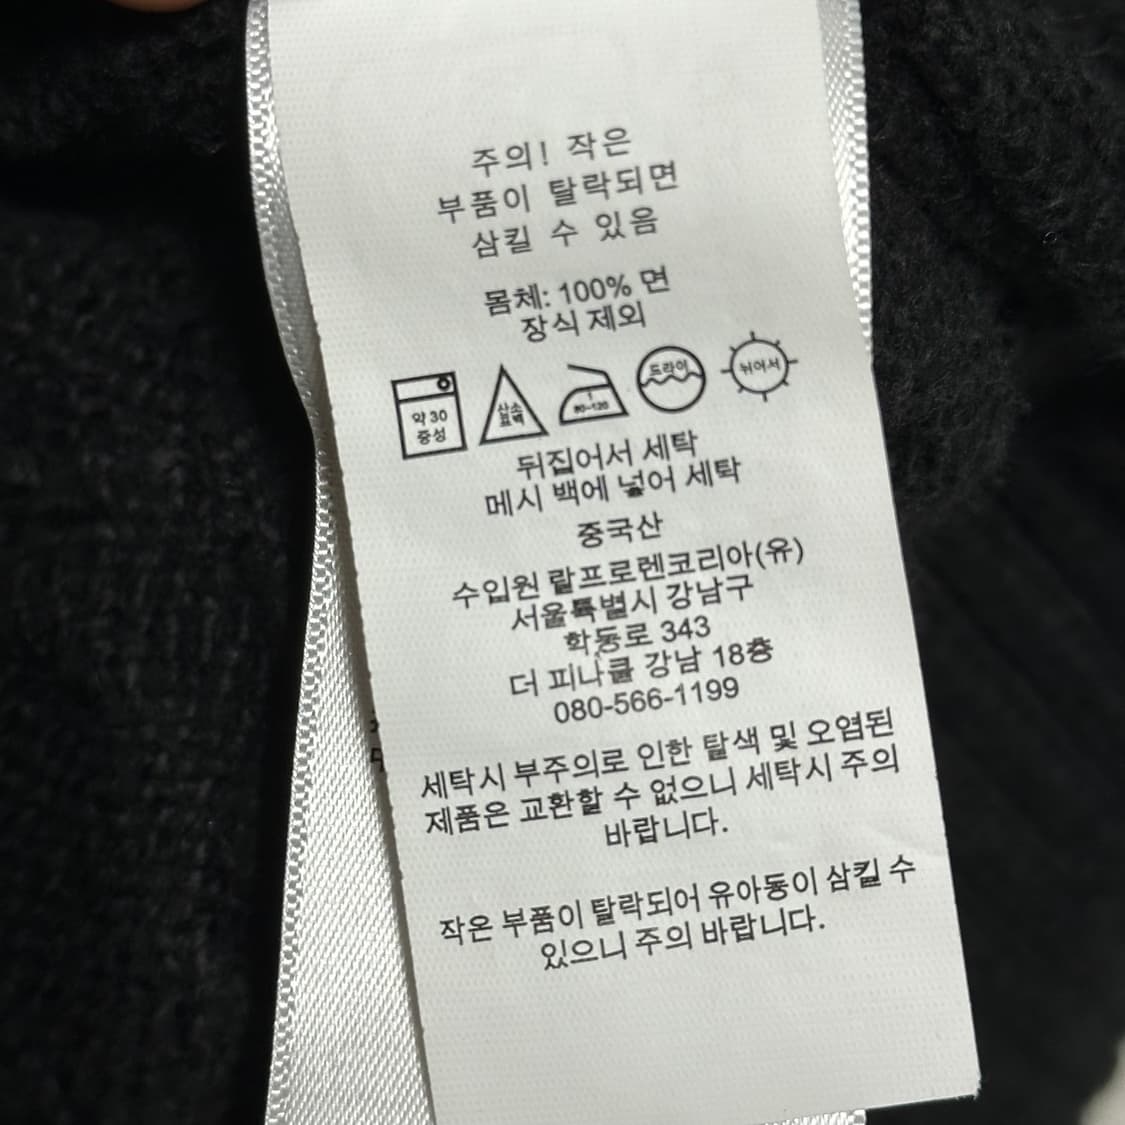 주의! 작은
부품이 탈락되면
삼킬 수 있음
몸체: 100% 면
장식 제외
약 30
중성
산소
표백
1
80~120
드라이
뉘어서
뒤집어서 세탁
메시 백에 넣어 세탁
중국산
수입원 랄프로렌코리아(유)
서울특별시 강남구
학동로 343
더 피나클 강남 18층
080-566-1199
세탁시 부주의로 인한 탈색 및 오염된
제품은 교환할 수 없으니 세탁시 주의
바랍니다.
작은 부품이 탈락되어 유아동이 삼킬 수
있으니 주의 바랍니다.